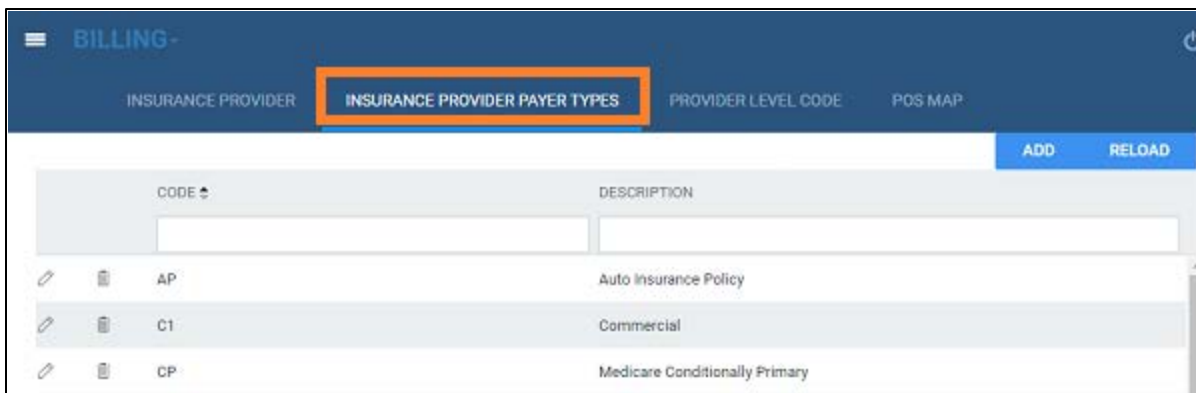 BILLING-
INSURANCE PROVIDER INSURANCE PROVIDER PAYER TYPES PROVIDER LEVEL CODE POS MAP
ADD RELOAD
CODE DESCRIPTION
AP Auto Insurance Policy
C1 Commercial
CP Medicare Conditionally Primary